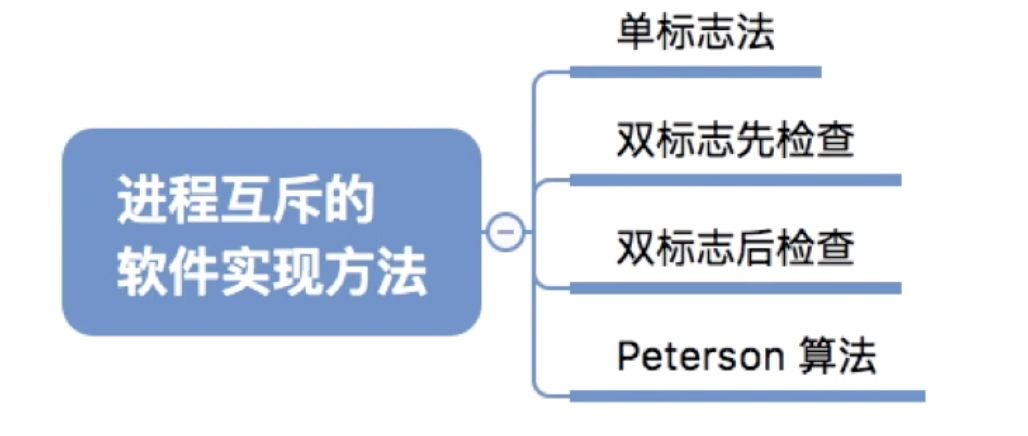 单标志法
双标志先检查
进程互斥的
软件实现方法
双标志后检查
Peterson 算法